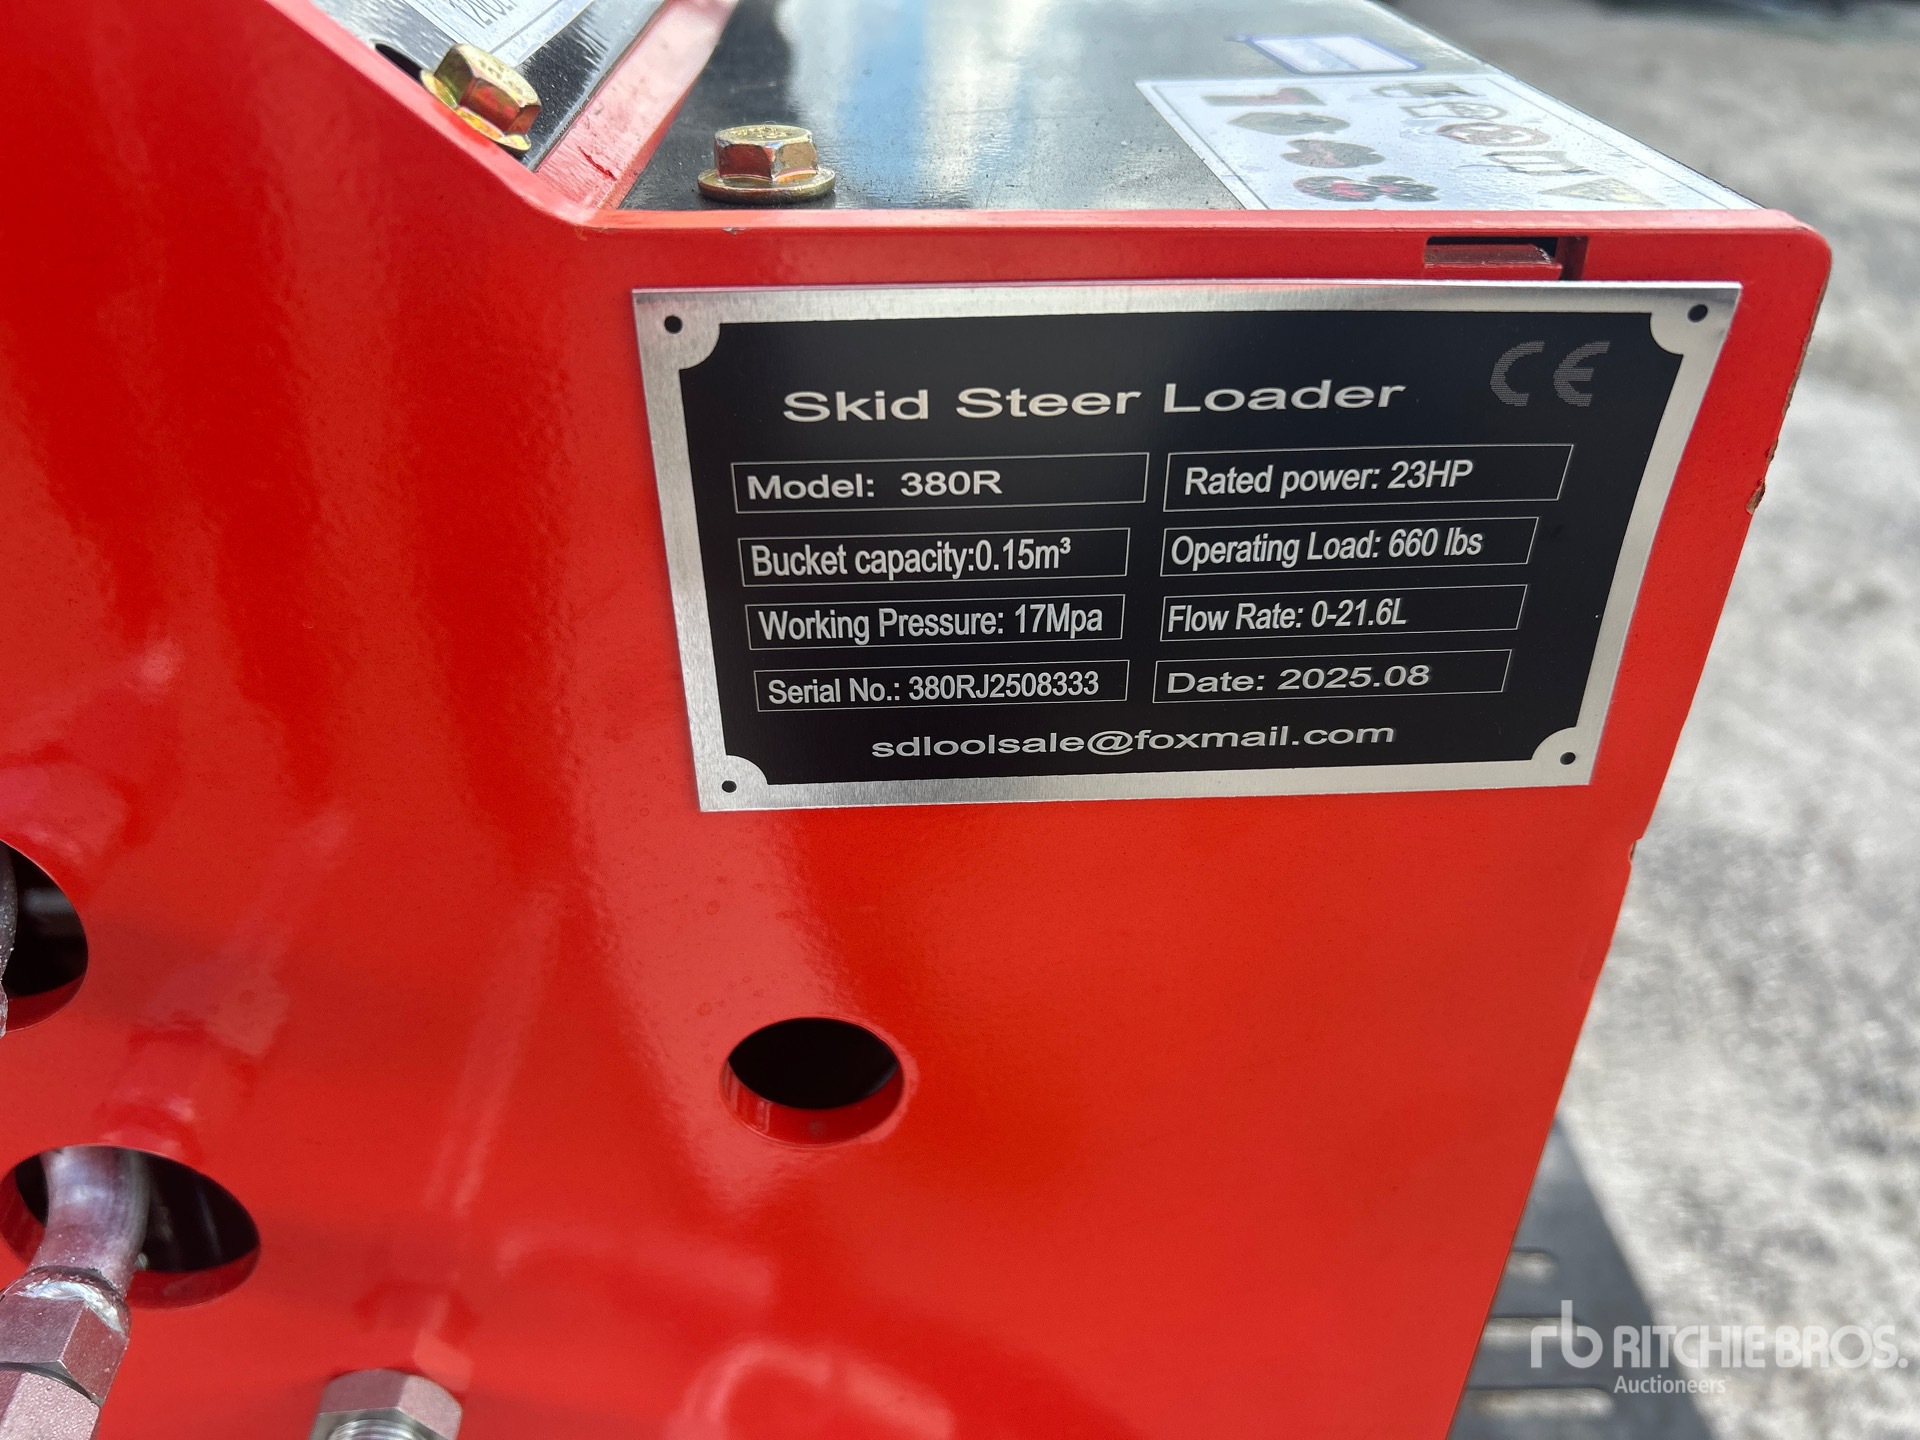 CE
Skid Steer Loader
Model: 380R
Rated power: 23HP
Bucket capacity:0.15m³
Operating Load: 660 lbs
Working Pressure: 17Mpa
Flow Rate: 0-21.6L
Serial No.: 380RJ2508333
Date: 2025.08
sdloolsale@foxmail.com
rb RITCHIE BROS.
Auctioneers